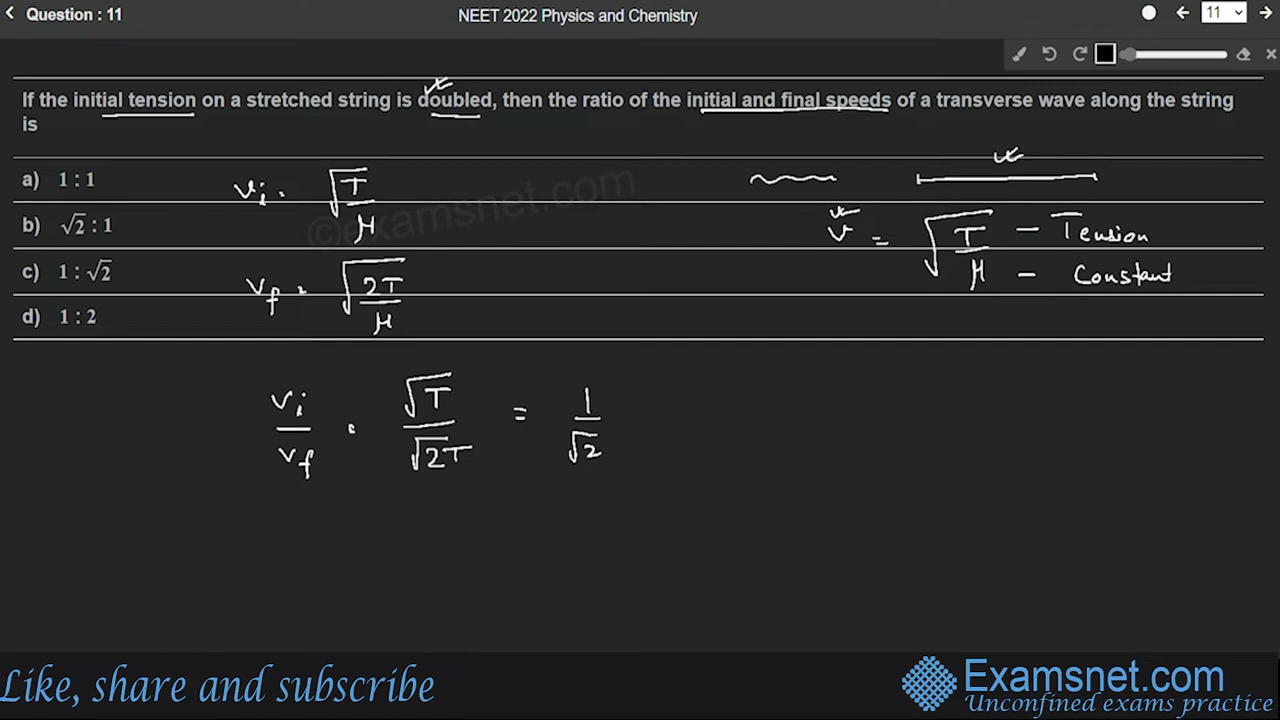 Question : 11
NEET 2022 Physics and Chemistry
11
If the initial tension on a stretched string is doubled, then the ratio of the initial and final speeds of a transverse wave along the string
is
a) 1 : 1
b) √2 : 1
c) 1 : √2
d) 1 : 2
©examsnet.com
v_i = √(T/μ)
v_f = √(2T/μ)
v = √(T/μ) – Tension
– Constant
v_i/v_f = √T/√2T = 1/√2
Like, share and subscribe
Examsnet.com
Unconfined exams practice